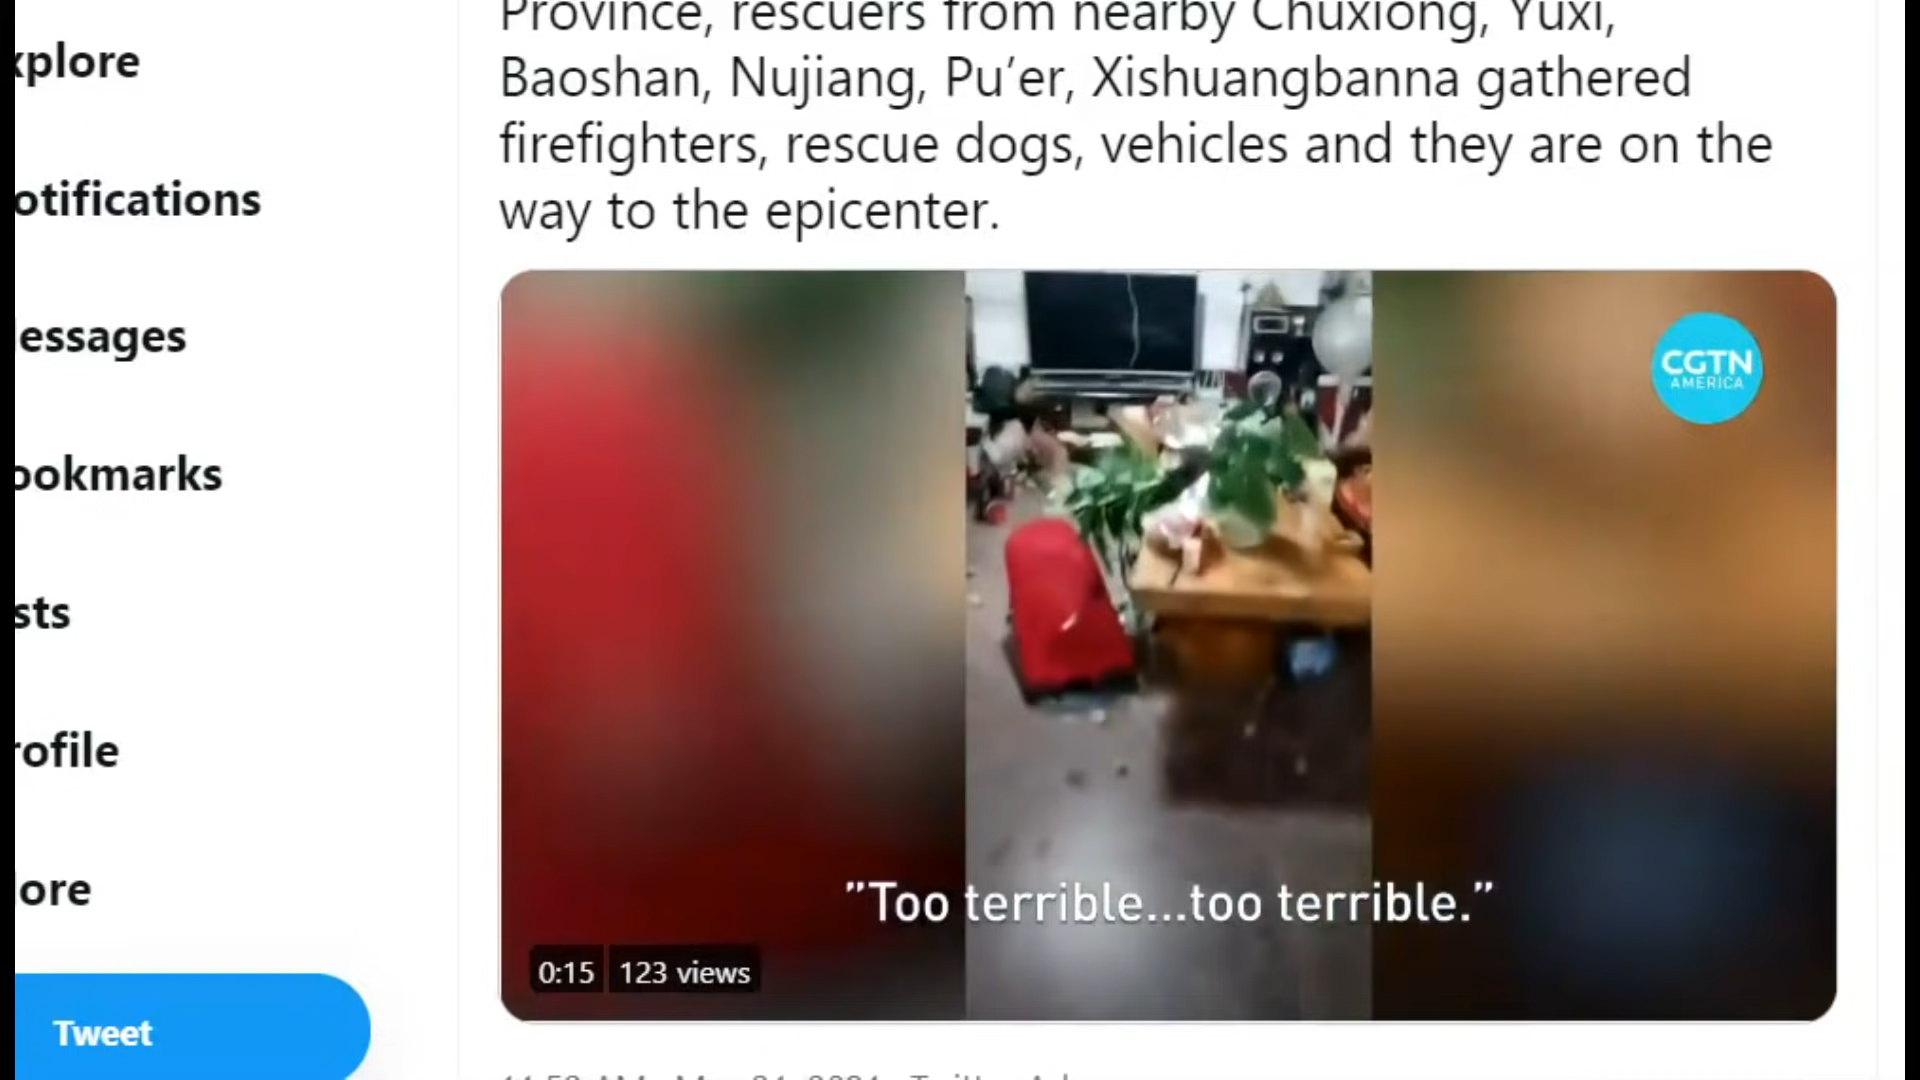 xplore
otifications
essages
ookmarks
sts
rofile
ore
Tweet
Province, rescuers from nearby Chuxiong, Yuxi,
Baoshan, Nujiang, Pu’er, Xishuangbanna gathered
firefighters, rescue dogs, vehicles and they are on the
way to the epicenter.
CGTN
AMERICA
"Too terrible...too terrible."
0:15 123 views